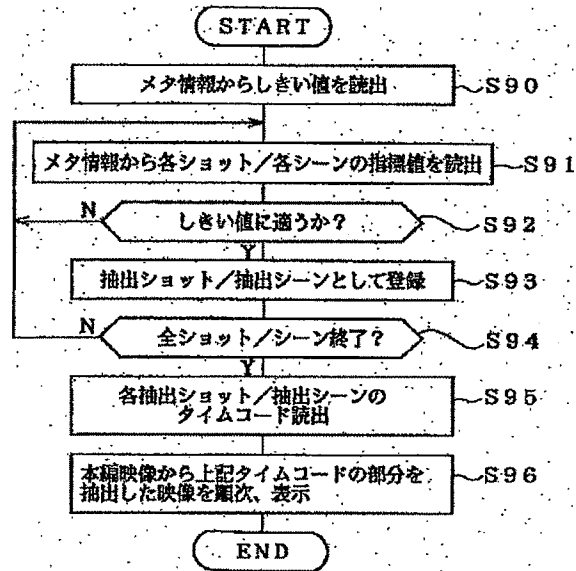 START
メタ情報からしきい値を読出
S90
メタ情報から各ショット／各シーンの指標値を読出
S91
N
しきい値に適うか？
S92
Y
抽出ショット／抽出シーンとして登録
S93
N
全ショット／シーン終了？
S94
Y
各抽出ショット／抽出シーンの
タイムコード読出
S95
本編映像から上記タイムコードの部分を
抽出した映像を順次、表示
S96
END